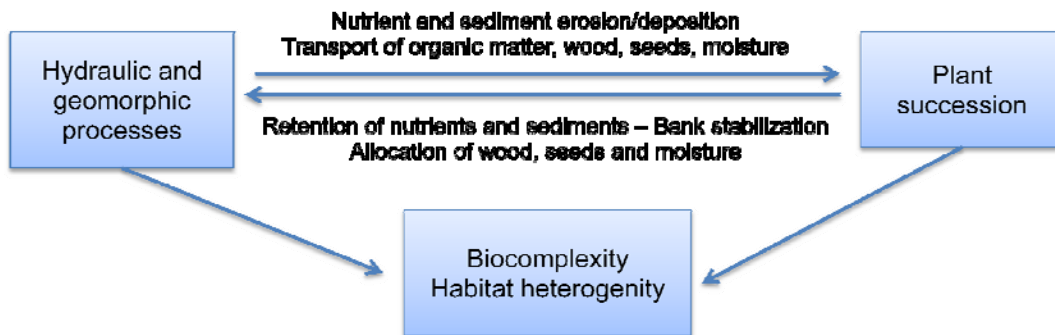 Nutrient and sediment erosion/deposition
Transport of organic matter, wood, seeds, moisture
Hydraulic and
geomorphic
processes
Plant
succession
Retention of nutrients and sediments – Bank stabilization
Allocation of wood, seeds and moisture
Biocomplexity
Habitat heterogenity